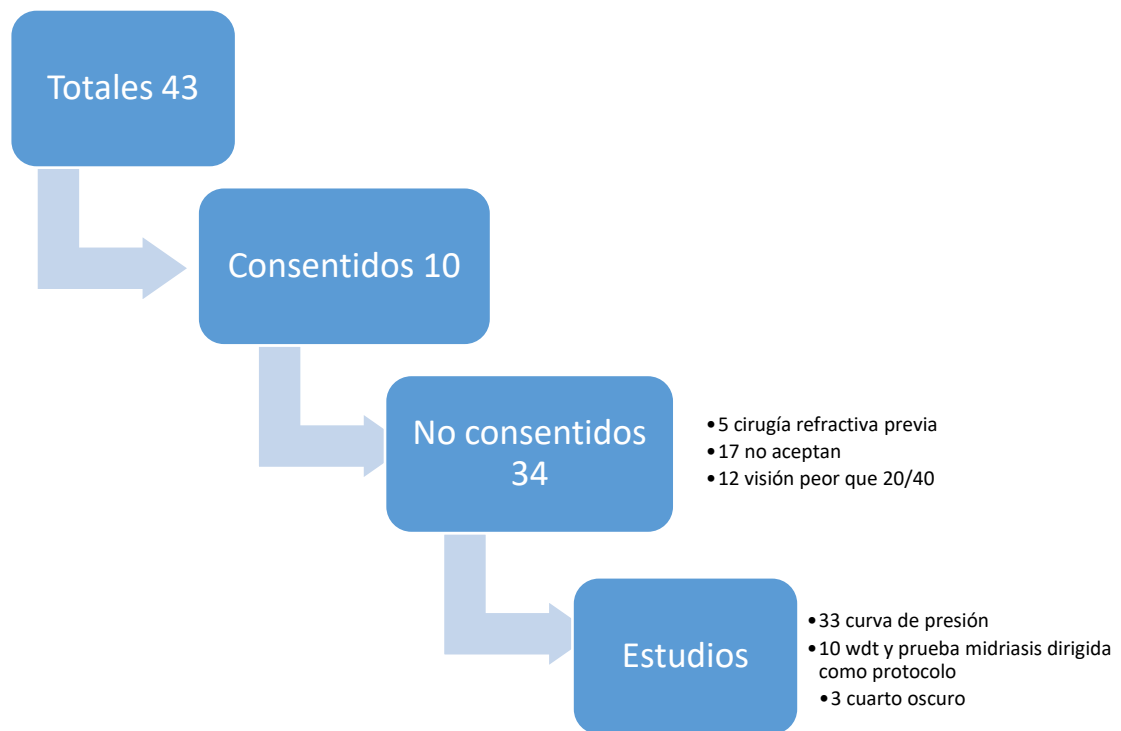 Totales 43
Consentidos 10
No consentidos
34
•5 cirugía refractiva previa
•17 no aceptan
•12 visión peor que 20/40
Estudios
•33 curva de presión
•10 wdt y prueba midriasis dirigida
como protocolo
•3 cuarto oscuro